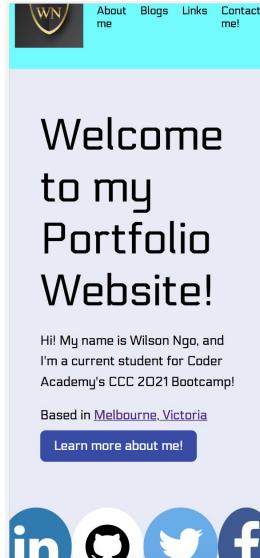 WN
About Blogs Links Contact
me me!
Welcome
to my
Portfolio
Website!
Hi! My name is Wilson Ngo, and
I'm a current student for Coder
Academy's CCC 2021 Bootcamp!
Based in Melbourne, Victoria
Learn more about me!
in
f